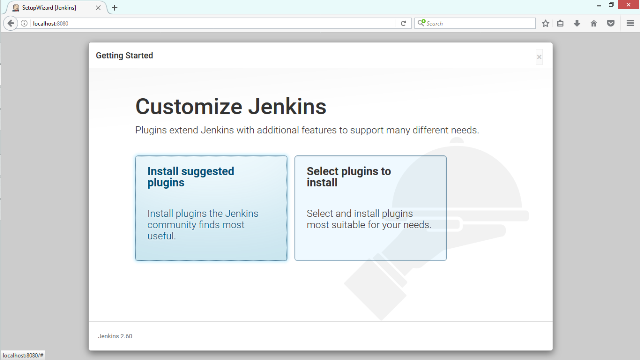 SetupWizard [Jenkins]
localhost:8080
Search
Getting Started
Customize Jenkins
Plugins extend Jenkins with additional features to support many different needs.
Install suggested
plugins
Install plugins the Jenkins
community finds most
useful.
Select plugins to
install
Select and install plugins
most suitable for your needs.
Jenkins 2.60
localhost:8080/#